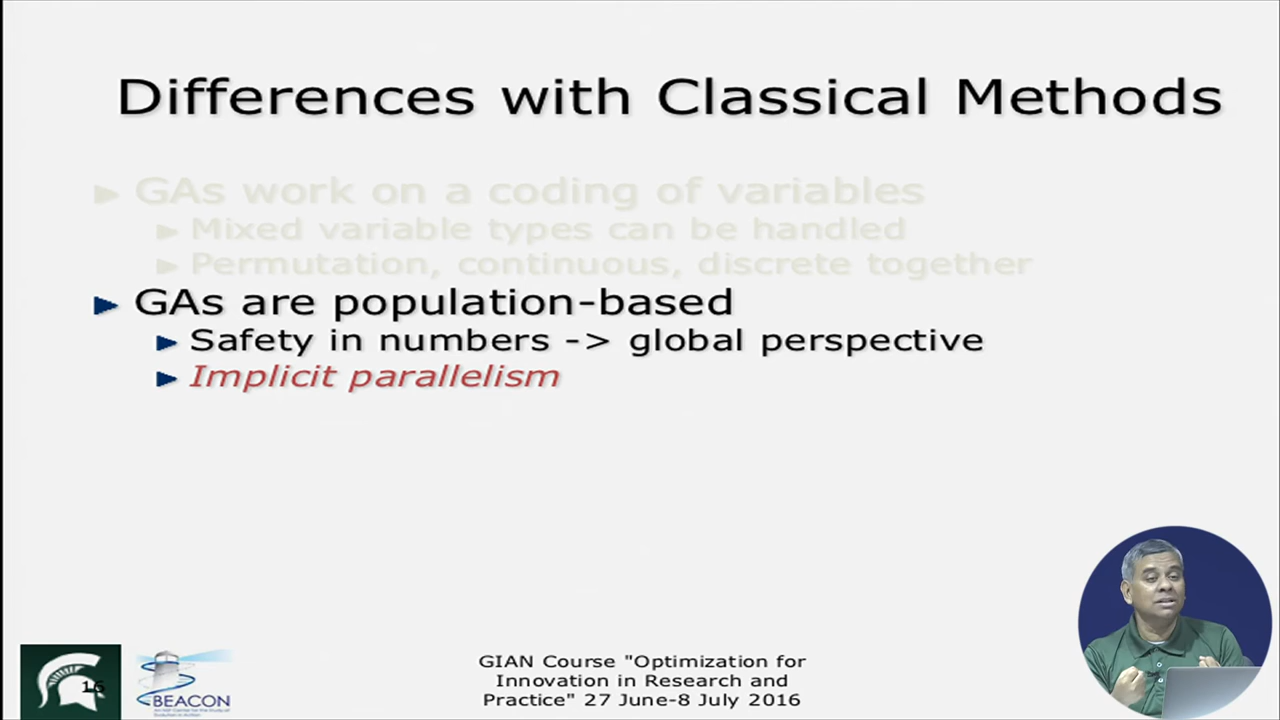 Differences with Classical Methods
GAs work on a coding of variables
Mixed variable types can be handled
Permutation, continuous, discrete together
GAs are population-based
Safety in numbers -> global perspective
Implicit parallelism
GIAN Course "Optimization for
Innovation in Research and
Practice" 27 June-8 July 2016
16
BEACON